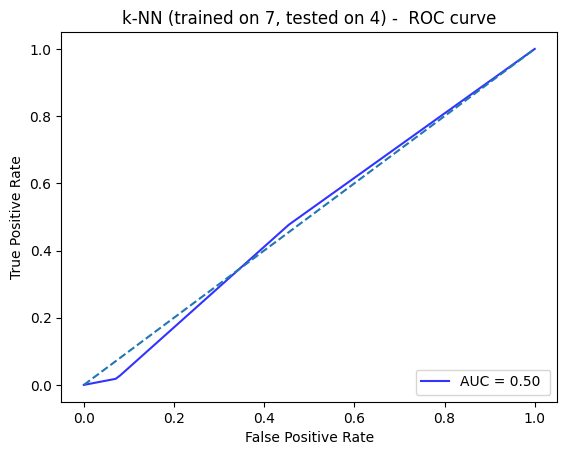 k-NN (trained on 7, tested on 4) -  ROC curve
1.0
0.8
0.6
0.4
0.2
0.0
True Positive Rate
AUC = 0.50
0.0 0.2 0.4 0.6 0.8 1.0
False Positive Rate